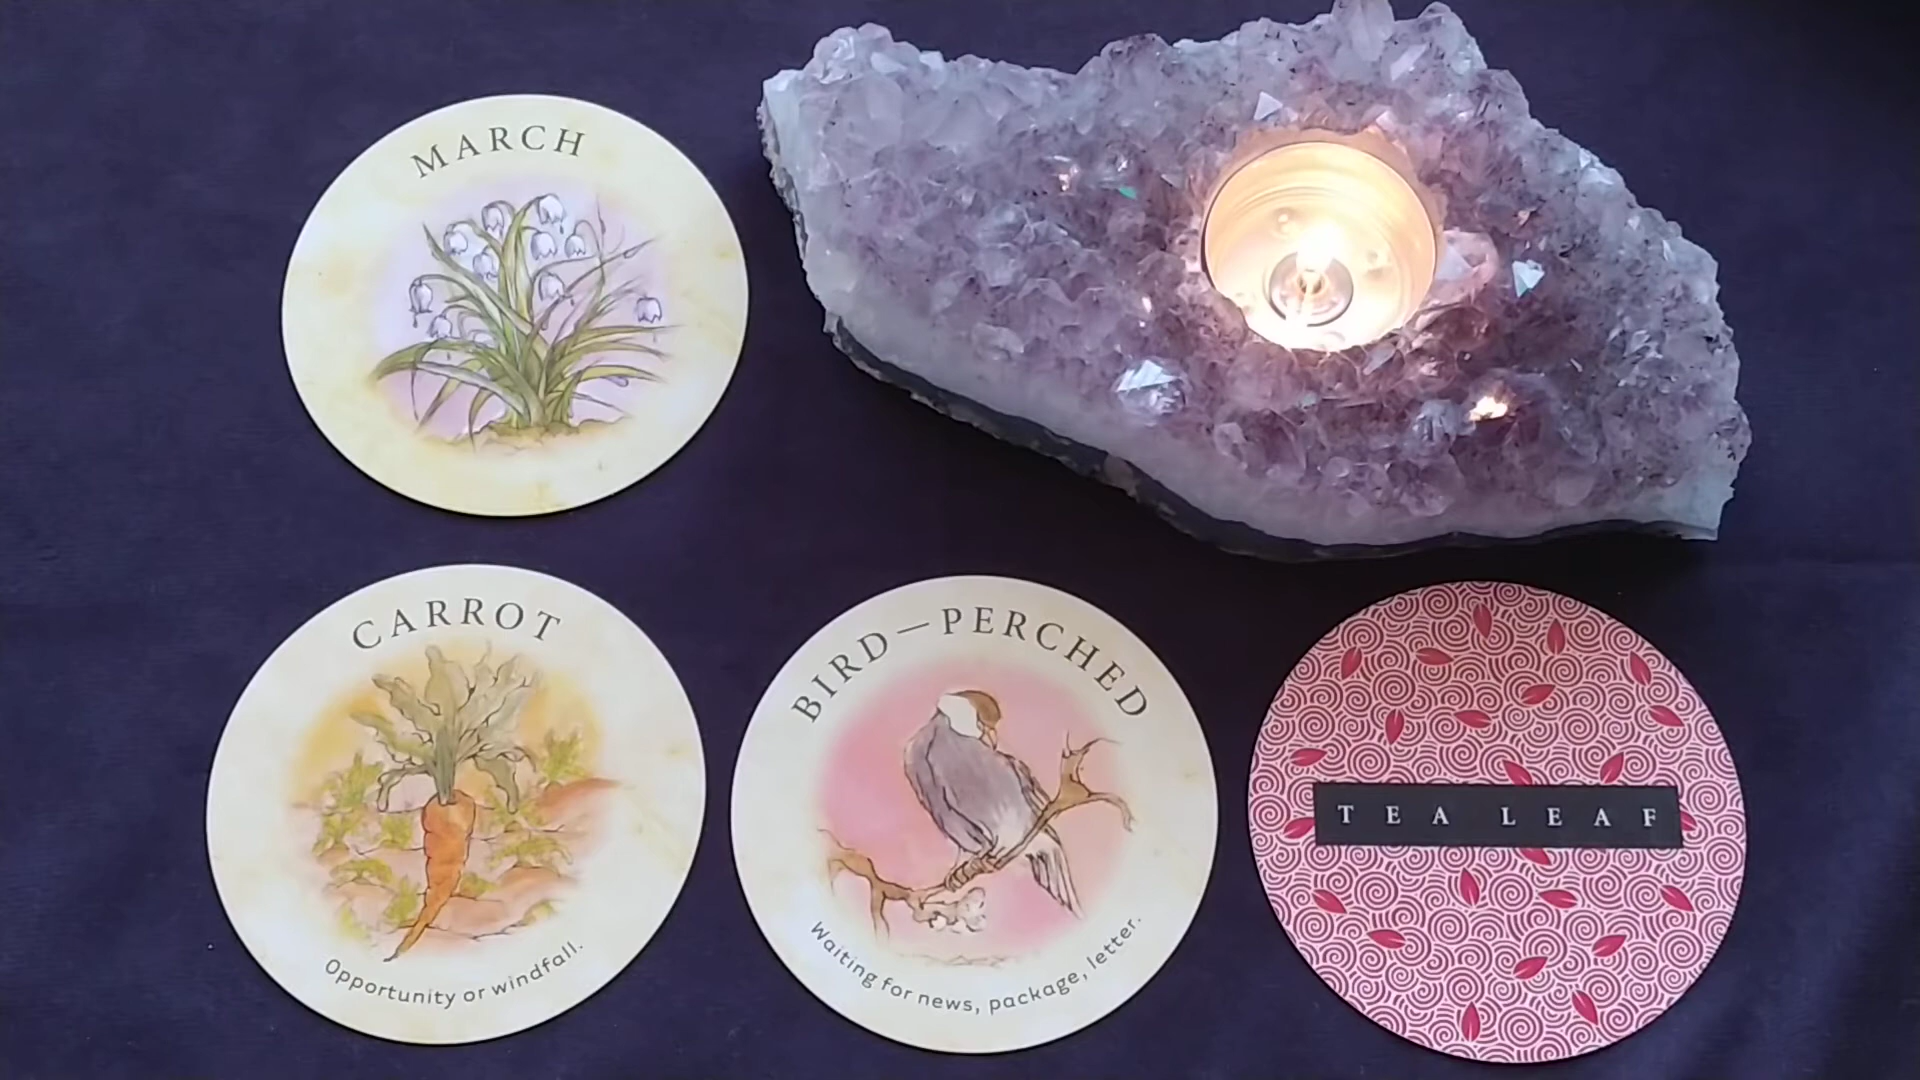 MARCH
CARROT
Opportunity or windfall.
BIRD—PERCHED
Waiting for news, package, letter.
TEA LEAF